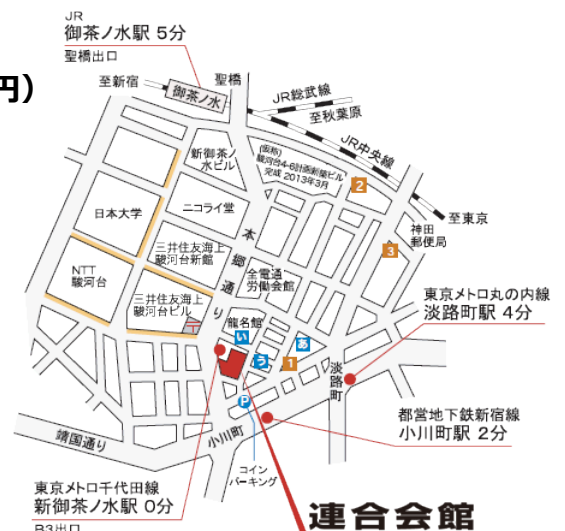 JR
御茶ノ水駅 5分
聖橋出口
円）
至新宿
御茶ノ水
聖橋
JR総武線
至秋葉原
JR中央線
至東京
新御茶ノ
水ビル
(仮称)
駿河台4-6計画新築ビル
完成 2013年3月
2
日本大学
ニコライ堂
本郷通り
神田
郵便局
3
三井住友海上
駿河台新館
全電通
労働会館
NTT
駿河台
三井住友海上
駿河台ビル
龍名館
い
う
あ
1
東京メトロ丸の内線
淡路町駅 4分
淡路町
P
都営地下鉄新宿線
小川町駅 2分
靖国通り
小川町
コイン
パーキング
東京メトロ千代田線
新御茶ノ水駅 0分
B3出口
連合会館